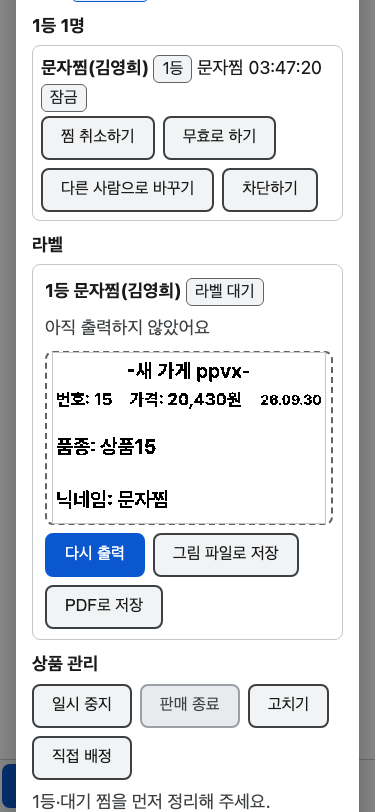 1등 1명
문자찜(김영희) 1등 문자찜 03:47:20
잠금
찜 취소하기 무효로 하기
다른 사람으로 바꾸기 차단하기
라벨
1등 문자찜(김영희) 라벨 대기
아직 출력하지 않았어요
-새 가게 ppvx-
번호: 15 가격: 20,430원 26.09.30
품종: 상품15
닉네임: 문자찜
다시 출력 그림 파일로 저장
PDF로 저장
상품 관리
일시 중지 판매 종료 고치기
직접 배정
1등·대기 찜을 먼저 정리해 주세요.